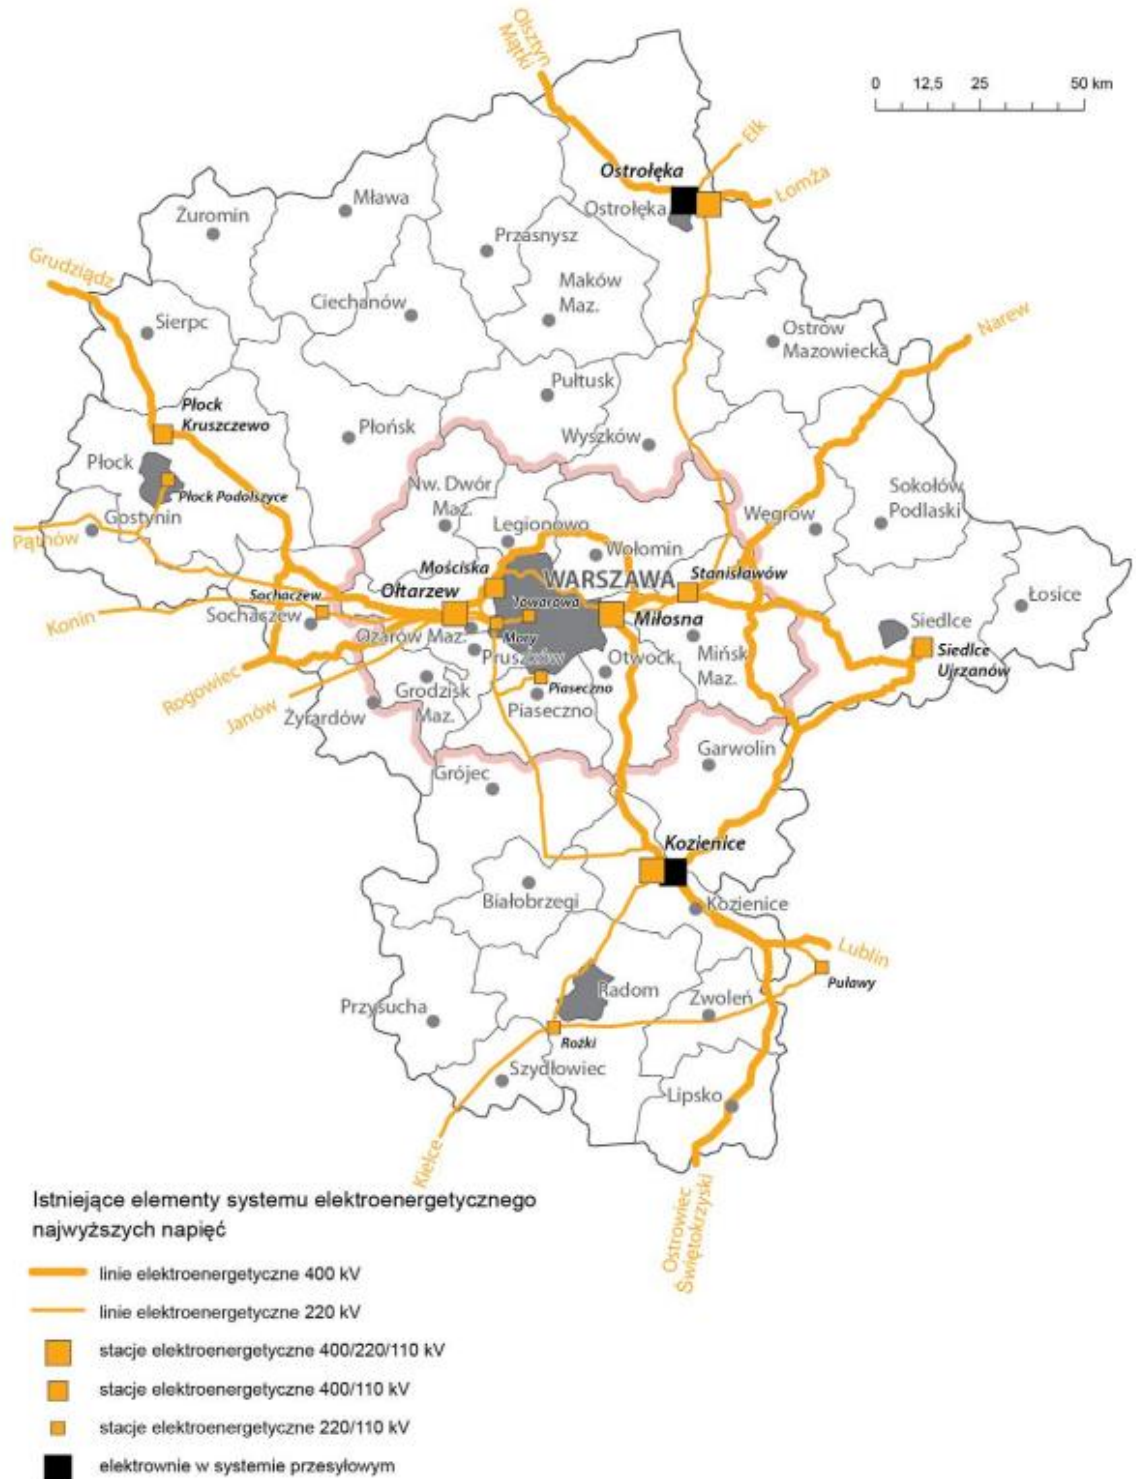 Olsztyn
Mątki
0 12,5 25 50 km
Ełk
Ostrołęka
Łomża
Ostrołęka
Mława
Żuromin
Przasnysz
Grudziądz
Maków
Maz.
Ciechanów
Sierpc
Ostrów
Mazowiecka
Narew
Pułtusk
Płock
Kruszczewo
Płońsk
Wyszków
Płock
Płock Podolszyce
Nw. Dwór
Maz.
Sokołów
Podlaski
Gostynin
Węgrów
Legionowo
Pątnów
Wołomin
Mościska
WARSZAWA
Stanisławów
Ołtarzew
Sochaczew
Towarowa
Łosice
Konin
Sochaczew
Miłosna
Siedlce
Ożarów Maz.
Mory
Pruszków
Otwock
Mińsk
Maz.
Siedlce
Ujrzanów
Rogowiec
Piaseczno
Grodzisk
Maz.
Janów
Żyrardów
Piaseczno
Garwolin
Grójec
Kozienice
Białobrzegi
Kozienice
Lublin
Puławy
Radom
Zwoleń
Przysucha
Rożki
Szydłowiec
Lipsko
Kielce
Ostrowiec
Świętokrzyski
Istniejące elementy systemu elektroenergetycznego
najwyższych napięć
linie elektroenergetyczne 400 kV
linie elektroenergetyczne 220 kV
stacje elektroenergetyczne 400/220/110 kV
stacje elektroenergetyczne 400/110 kV
stacje elektroenergetyczne 220/110 kV
elektrownie w systemie przesyłowym